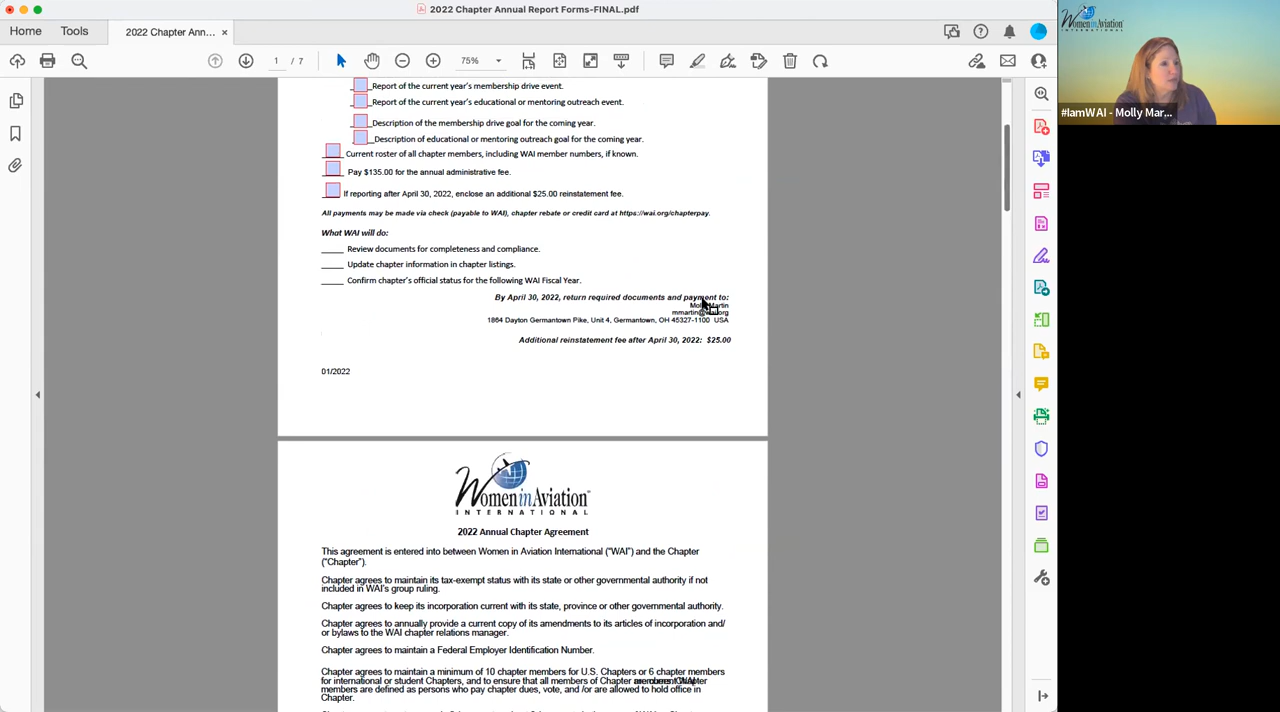 2022 Chapter Annual Report Forms-FINAL.pdf
Home
Tools
2022 Chapter Ann... ×
1 / 7
75%
Report of the current year's membership drive event.
Report of the current year's educational or mentoring outreach event.
Description of the membership drive goal for the coming year.
Description of educational or mentoring outreach goal for the coming year.
Current roster of all chapter members, including WAI member numbers, if known.
Pay $135.00 for the annual administrative fee.
If reporting after April 30, 2022, enclose an additional $25.00 reinstatement fee.
All payments may be made via check (payable to WAI), chapter rebate or credit card at https://wai.org/chapterpay.
What WAI will do:
_____ Review documents for completeness and compliance.
_____ Update chapter information in chapter listings.
_____ Confirm chapter's official status for the following WAI Fiscal Year.
By April 30, 2022, return required documents and payment to:
Martin
1864 Dayton Germantown Pike, Unit 4, Germantown, OH 45327-1100 USA
Additional reinstatement fee after April 30, 2022: $25.00
01/2022
Women in Aviation
INTERNATIONAL
2022 Annual Chapter Agreement
This agreement is entered into between Women in Aviation International ("WAI") and the Chapter
("Chapter").
Chapter agrees to maintain its tax-exempt status with its state or other governmental authority if not
included in WAI's group ruling.
Chapter agrees to keep its incorporation current with its state, province or other governmental authority.
Chapter agrees to annually provide a current copy of its amendments to its articles of incorporation and/
or bylaws to the WAI chapter relations manager.
Chapter agrees to maintain a Federal Employer Identification Number.
Chapter agrees to maintain a minimum of 10 chapter members for U.S. Chapters or 6 chapter members
for international or student Chapters, and to ensure that all members of Chapter
members are defined as persons who pay chapter dues, vote, and /or are allowed to hold office in
Chapter.
Women in Aviation
INTERNATIONAL
#IamWAI - Molly Mar...